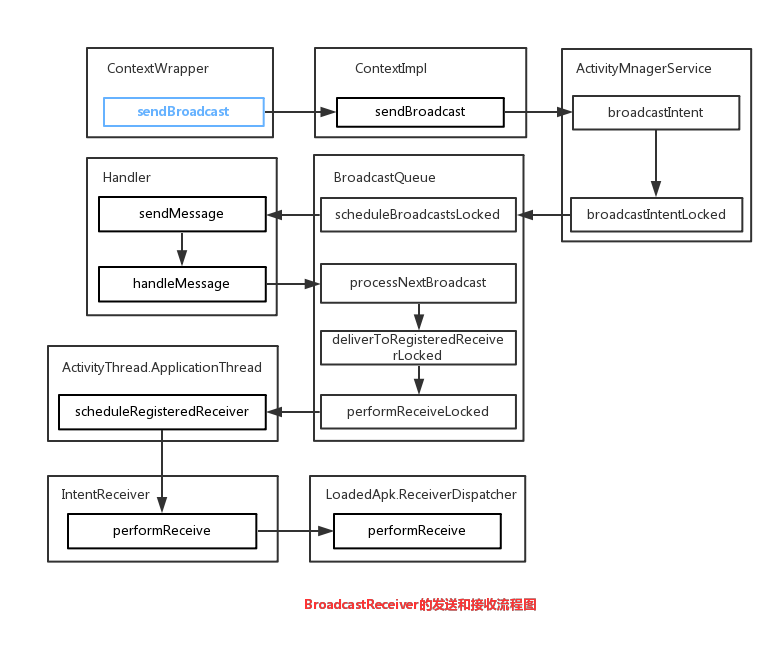 ContextWrapper
sendBroadcast
ContextImpl
sendBroadcast
ActivityMnagerService
broadcastIntent
broadcastIntentLocked
Handler
sendMessage
handleMessage
BroadcastQueue
scheduleBroadcastsLocked
processNextBroadcast
deliverToRegisteredReceive
rLocked
performReceiveLocked
ActivityThread.ApplicationThread
scheduleRegisteredReceiver
IntentReceiver
performReceive
LoadedApk.ReceiverDispatcher
performReceive
BroadcastReceiver的发送和接收流程图